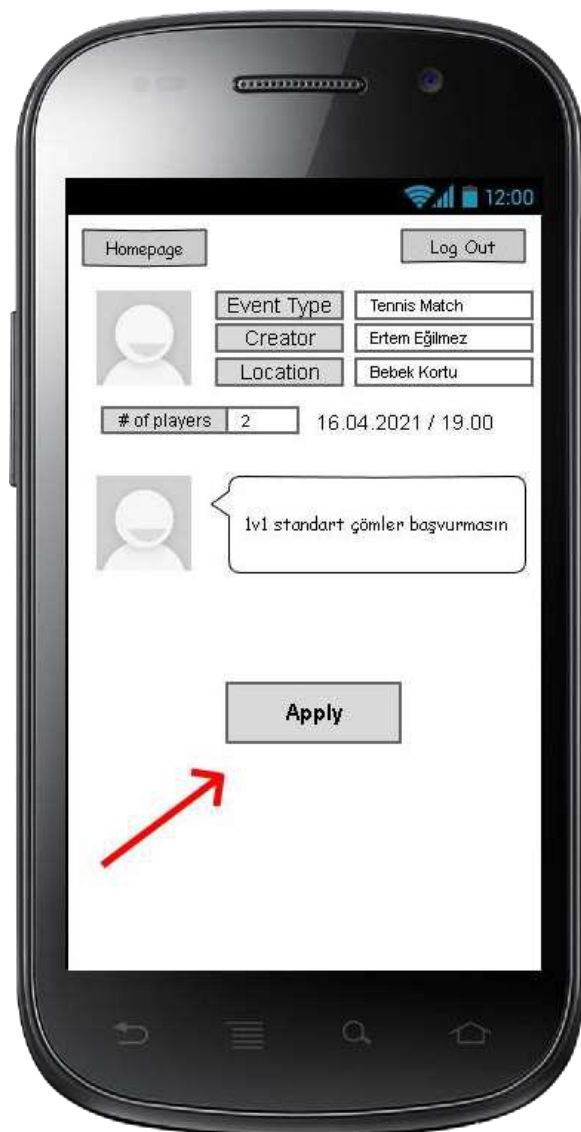 12:00
Homepage
Log Out
Event Type Tennis Match
Creator Ertem Eğilmez
Location Bebek Kortu
# of players 2 16.04.2021 / 19.00
1v1 standart çömler başvurmasın
Apply